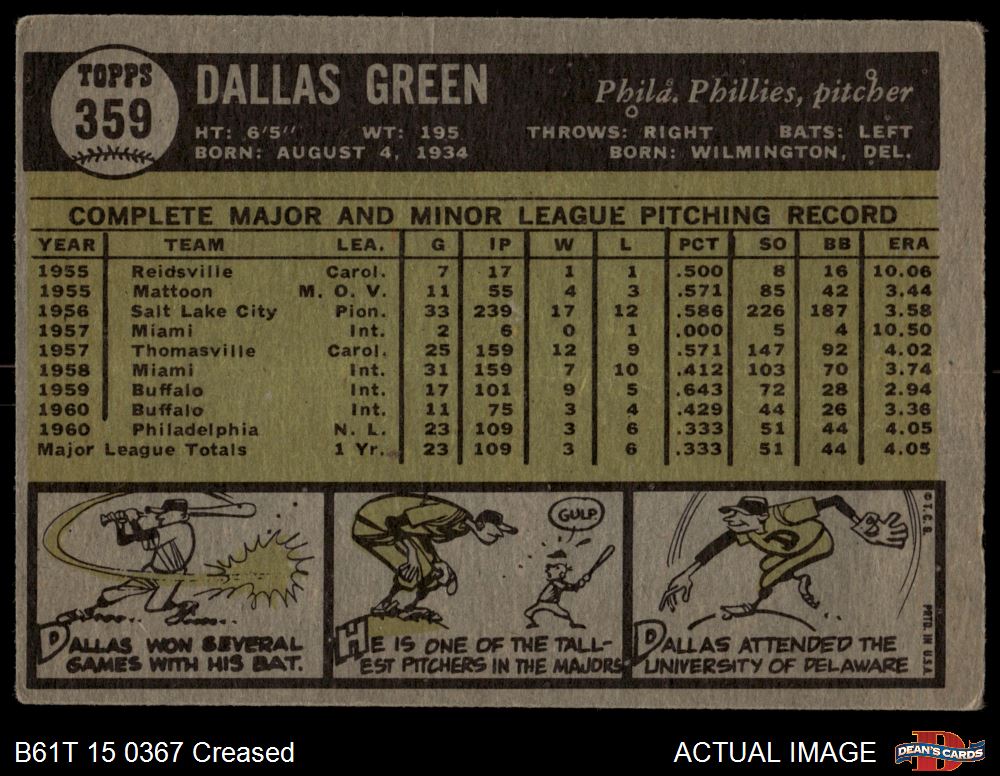 TOPPS
359
DALLAS GREEN
Phila. Phillies, pitcher
HT: 6'5" WT: 195 THROWS: RIGHT BATS: LEFT
BORN: AUGUST 4, 1934 BORN: WILMINGTON, DEL.
COMPLETE MAJOR AND MINOR LEAGUE PITCHING RECORD
YEAR TEAM LEA. G IP W L PCT SO BB ERA
1955 Reidsville Carol. 7 17 1 1 .500 8 16 10.06
1955 Mattoon M. O. V. 11 55 4 3 .571 85 42 3.44
1956 Salt Lake City Pion. 33 239 17 12 .586 226 187 3.58
1957 Miami Int. 2 6 0 1 .000 5 4 10.50
1957 Thomasville Carol. 25 159 12 9 .571 147 92 4.02
1958 Miami Int. 31 159 7 10 .412 103 70 3.74
1959 Buffalo Int. 17 101 9 5 .643 72 28 2.94
1960 Buffalo Int. 11 75 3 4 .429 44 26 3.36
1960 Philadelphia N. L. 23 109 3 6 .333 51 44 4.05
Major League Totals 1 Yr. 23 109 3 6 .333 51 44 4.05
DALLAS WON SEVERAL
GAMES WITH HIS BAT.
GULP
HE IS ONE OF THE TALL-
EST PITCHERS IN THE MAJORS
DALLAS ATTENDED THE
UNIVERSITY OF DELAWARE
© T.C.G.
PRTD. IN U.S.A.
B61T 15 0367 Creased
ACTUAL IMAGE
DEAN'S CARDS